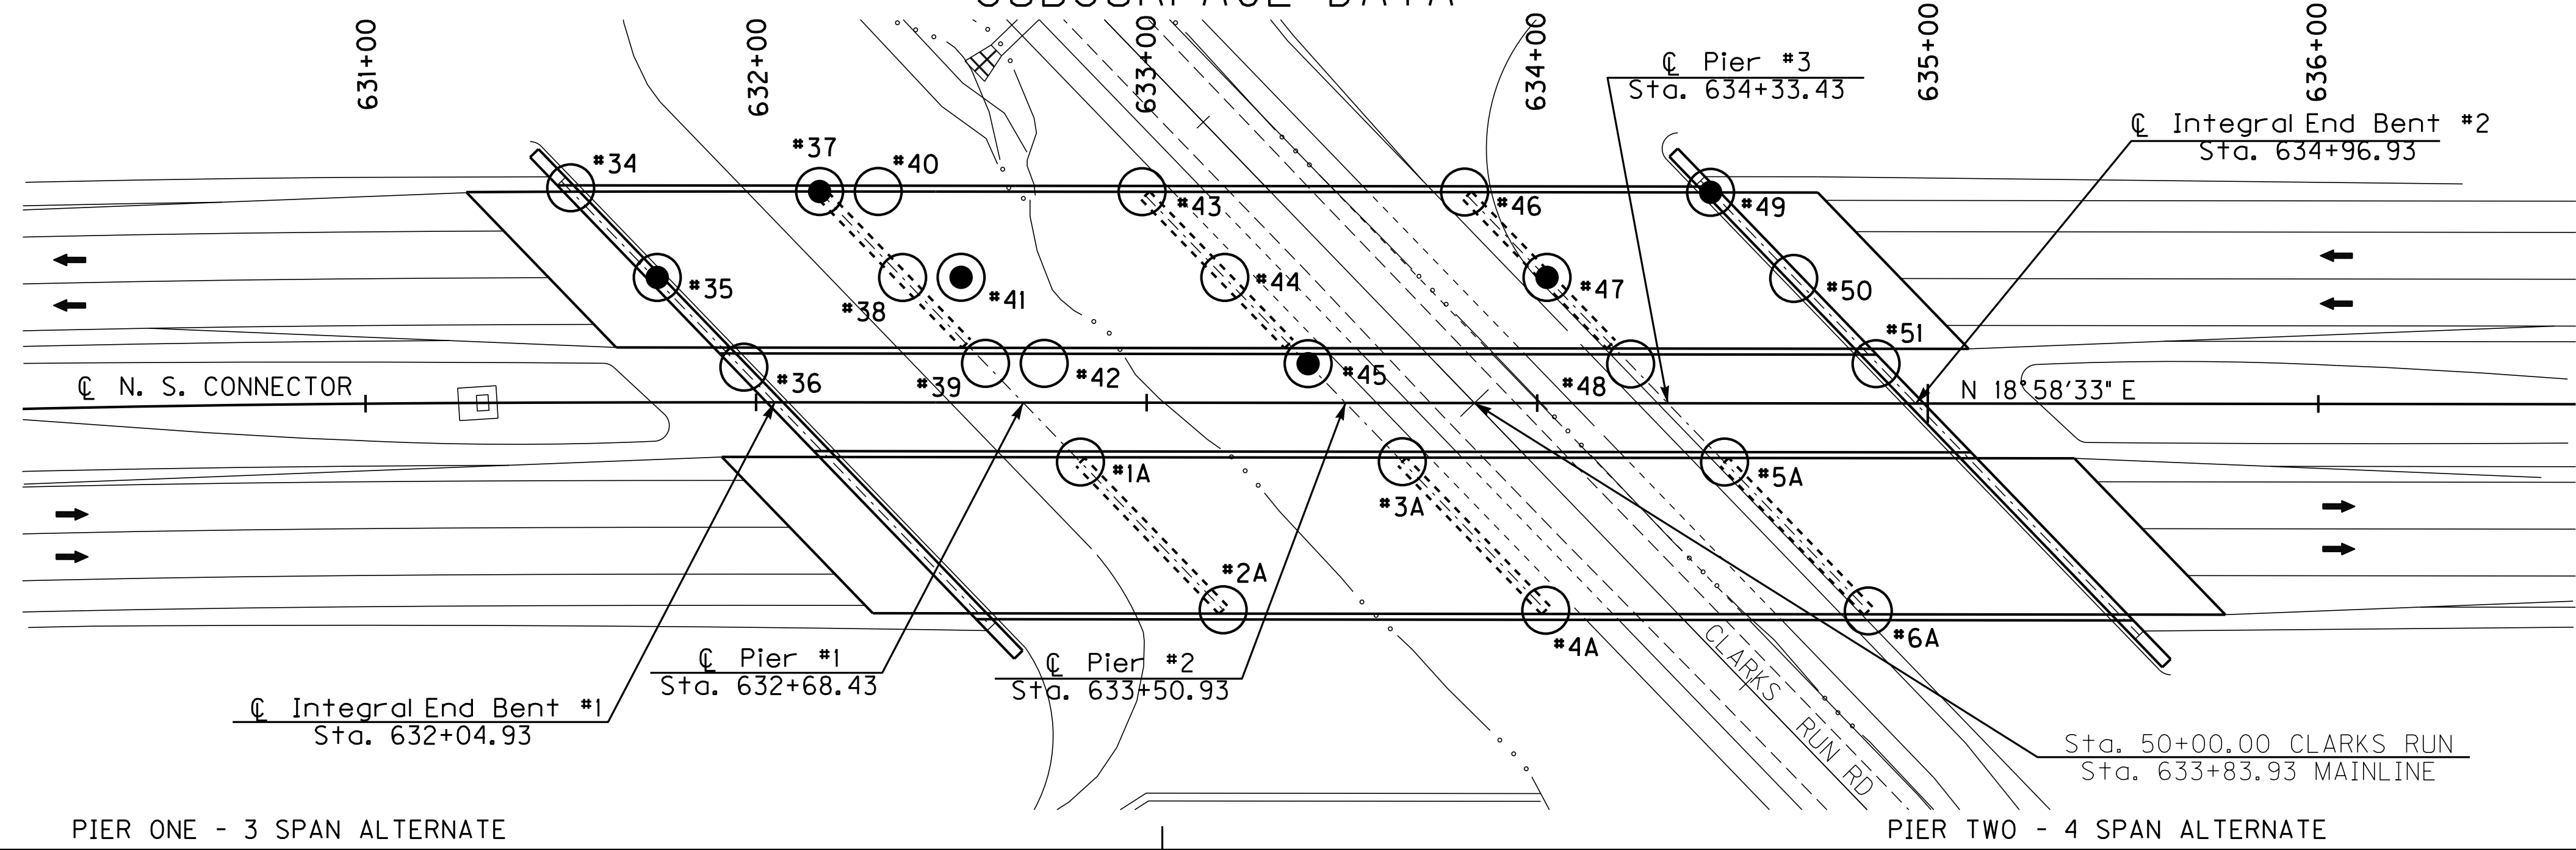 SUBSURFACE DATA
631+00
632+00
633+00
634+00
635+00
636+00
℄ Pier #3
Sta. 634+33.43
℄ Integral End Bent #2
Sta. 634+96.93
#34
#37
#40
#43
#46
#49
#35
#38
#41
#44
#47
#50
#51
#36
#39
#42
#45
#48
℄ N. S. CONNECTOR
N 18°58'33" E
#1A
#3A
#5A
#2A
#4A
#6A
℄ Pier #1
Sta. 632+68.43
℄ Pier #2
Sta. 633+50.93
℄ Integral End Bent #1
Sta. 632+04.93
CLARKS RUN RD
Sta. 50+00.00 CLARKS RUN
Sta. 633+83.93 MAINLINE
PIER ONE - 3 SPAN ALTERNATE
PIER TWO - 4 SPAN ALTERNATE